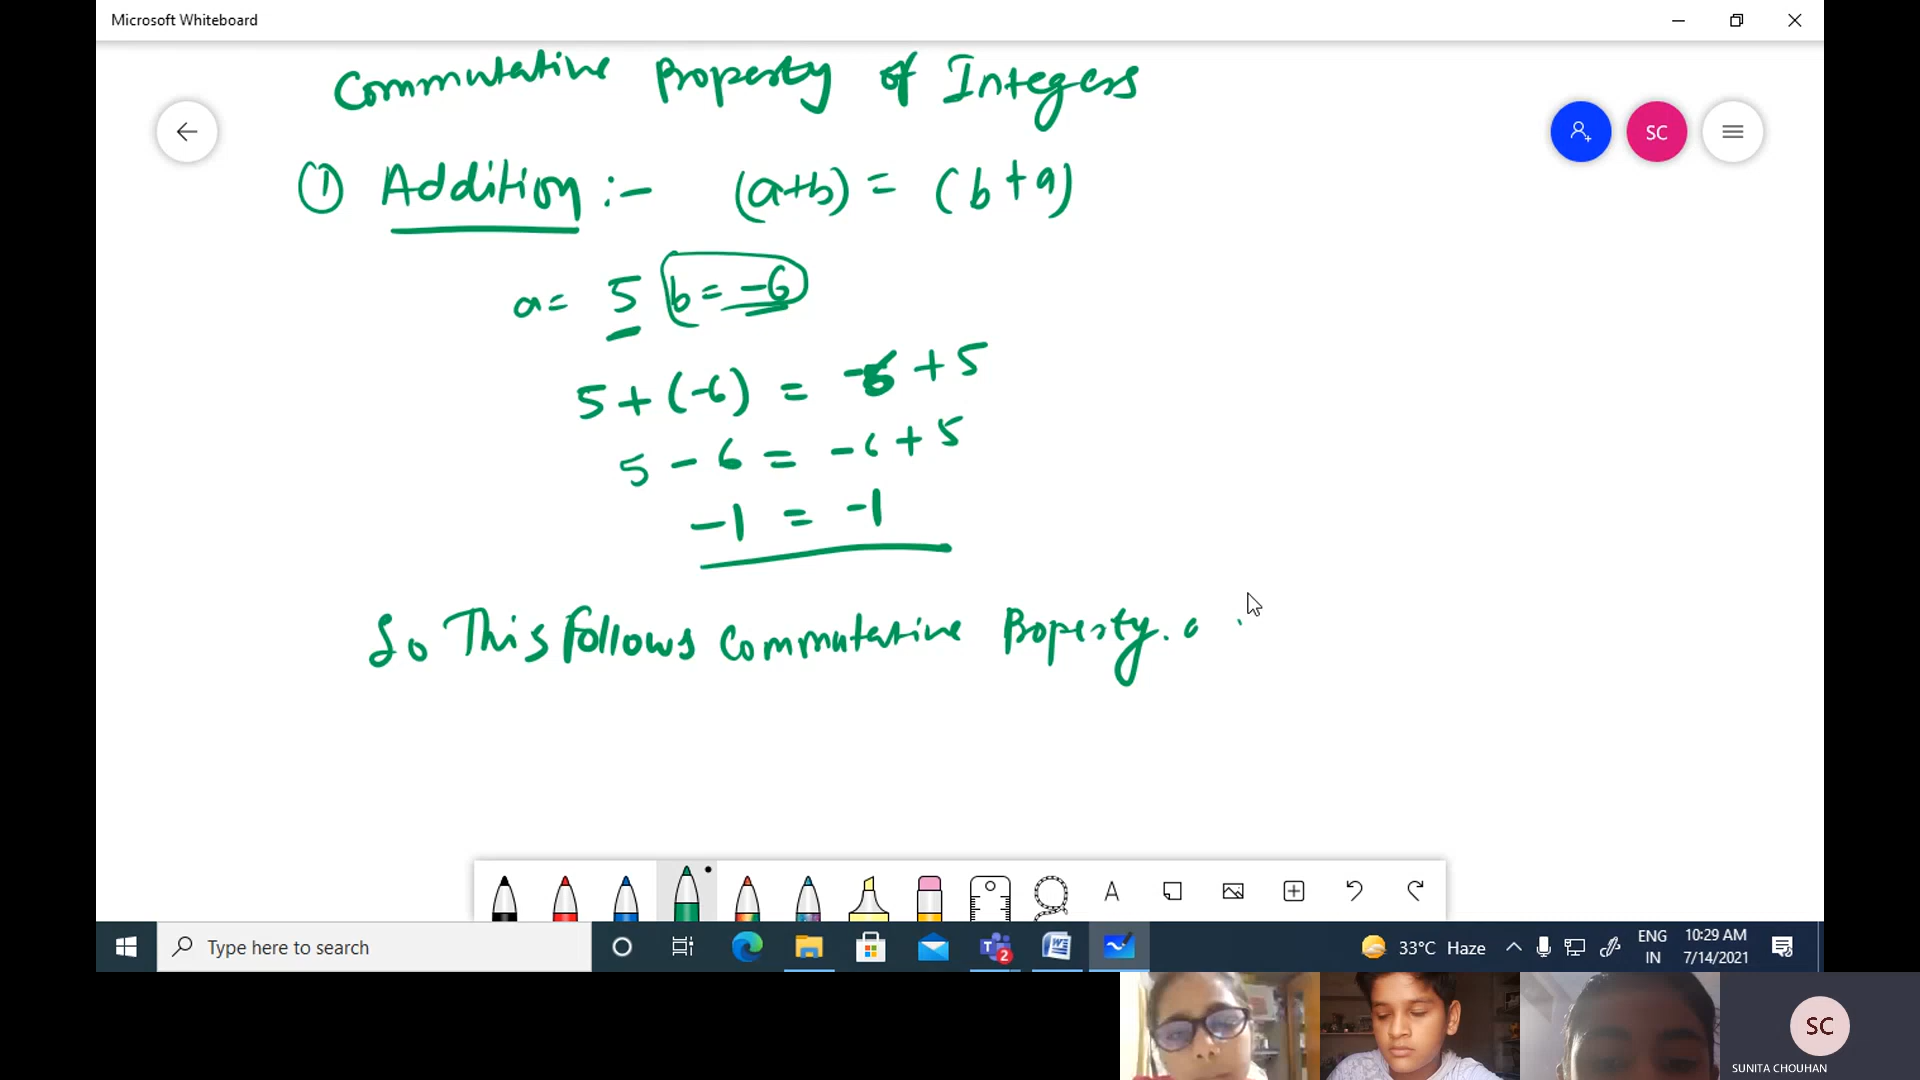 Microsoft Whiteboard
Commutative Property of Integers
SC
① Addition :- (a+b) = (b+a)
a = 5 b = -6
5 + (-6) = -6 + 5
5 - 6 = -6 + 5
-1 = -1
So This follows Commutative Property.
A
Type here to search
2
33°C Haze
ENG
IN
10:29 AM
7/14/2021
SC
SUNITA CHOUHAN